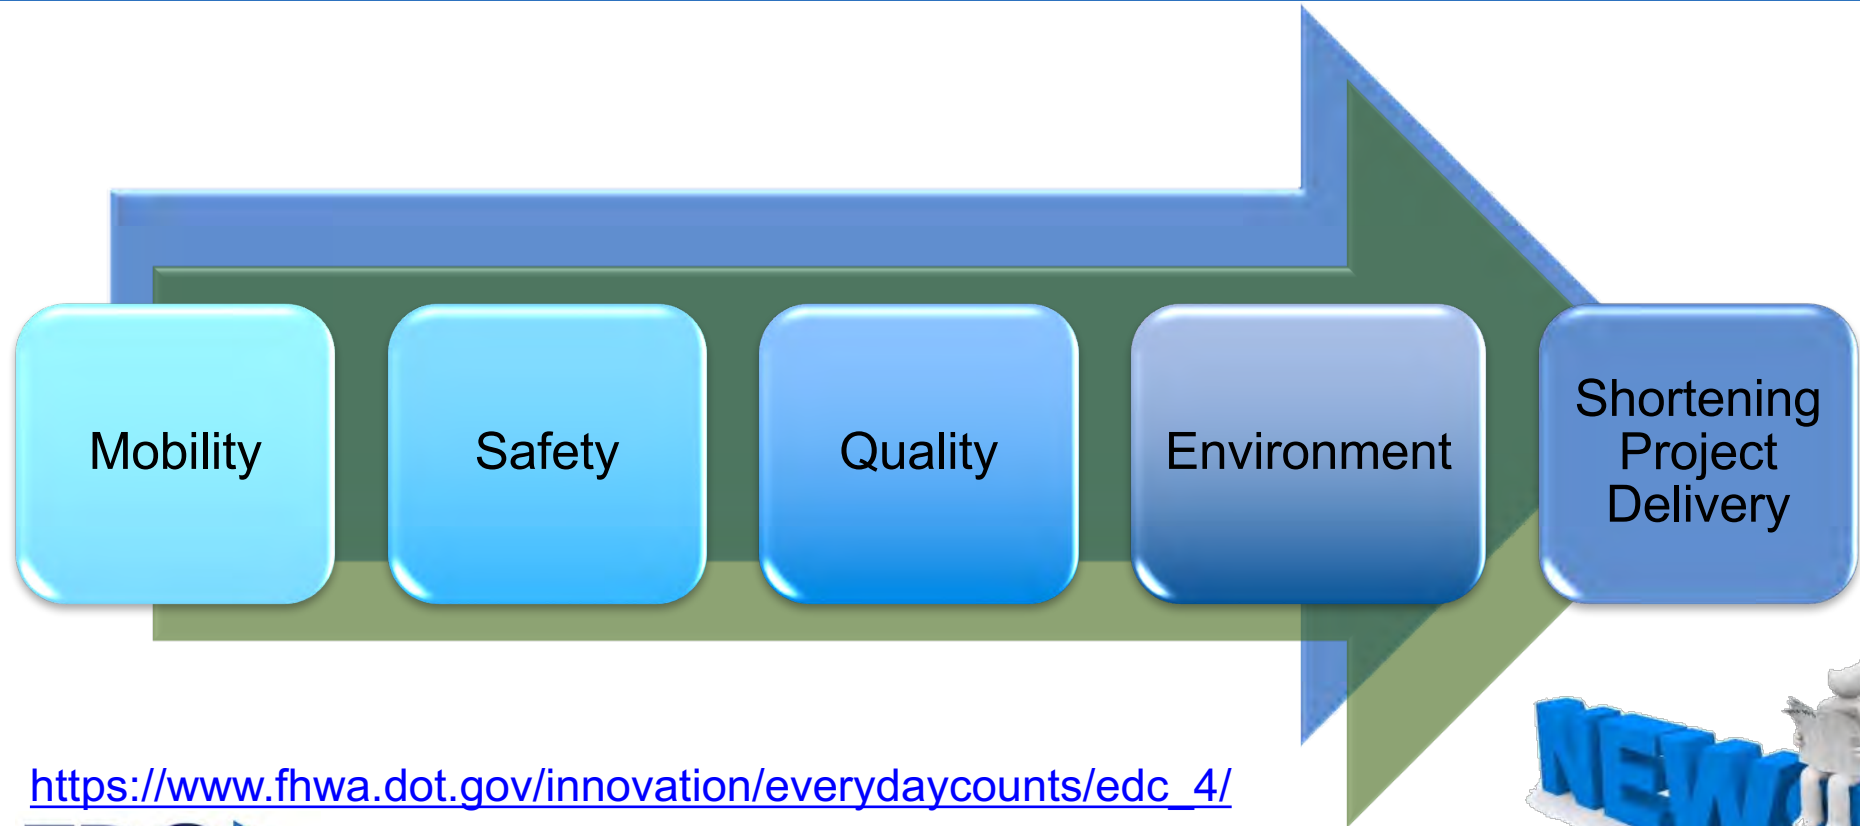 Mobility
Safety
Quality
Environment
Shortening
Project
Delivery
https://www.fhwa.dot.gov/innovation/everydaycounts/edc_4/